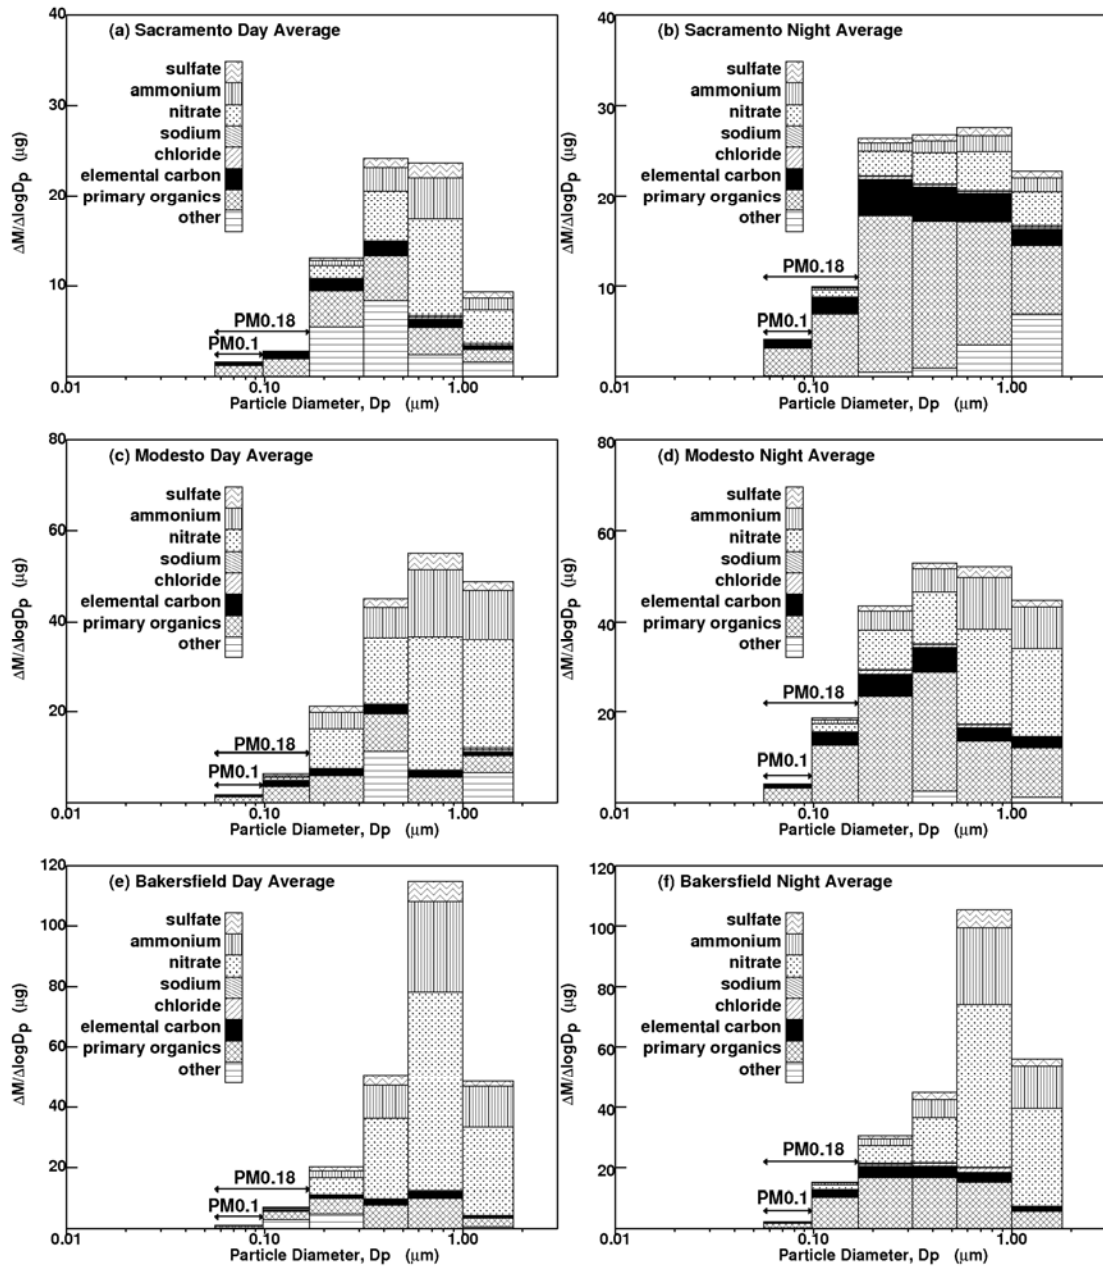 (a) Sacramento Day Average
40
30
20
10
ΔM/ΔlogDp (μg)
sulfate
ammonium
nitrate
sodium
chloride
elemental carbon
primary organics
other
PM0.18
PM0.1
0.01 0.10 1.00
Particle Diameter, Dp (μm)
(b) Sacramento Night Average
40
30
20
10
ΔM/ΔlogDp (μg)
sulfate
ammonium
nitrate
sodium
chloride
elemental carbon
primary organics
other
PM0.18
PM0.1
0.01 0.10 1.00
Particle Diameter, Dp (μm)
(c) Modesto Day Average
80
60
40
20
ΔM/ΔlogDp (μg)
sulfate
ammonium
nitrate
sodium
chloride
elemental carbon
primary organics
other
PM0.18
PM0.1
0.01 0.10 1.00
Particle Diameter, Dp (μm)
(d) Modesto Night Average
80
60
40
20
ΔM/ΔlogDp (μg)
sulfate
ammonium
nitrate
sodium
chloride
elemental carbon
primary organics
other
PM0.18
PM0.1
0.01 0.10 1.00
Particle Diameter, Dp (μm)
(e) Bakersfield Day Average
120
100
80
60
40
20
ΔM/ΔlogDp (μg)
sulfate
ammonium
nitrate
sodium
chloride
elemental carbon
primary organics
other
PM0.18
PM0.1
0.01 0.10 1.00
Particle Diameter, Dp (μm)
(f) Bakersfield Night Average
120
100
80
60
40
20
ΔM/ΔlogDp (μg)
sulfate
ammonium
nitrate
sodium
chloride
elemental carbon
primary organics
other
PM0.18
PM0.1
0.01 0.10 1.00
Particle Diameter, Dp (μm)